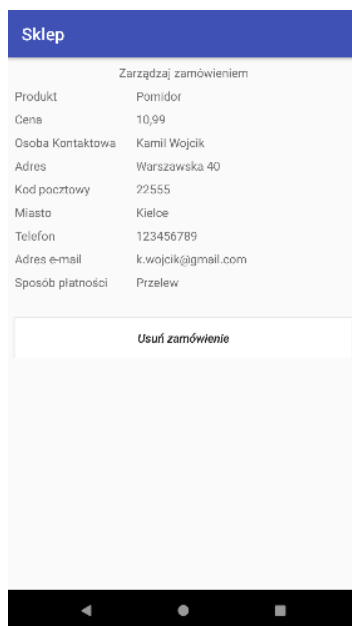 Sklep
Zarządzaj zamówieniem
Produkt Pomidor
Cena 10,99
Osoba Kontaktowa Kamil Wojcik
Adres Warszawska 40
Kod pocztowy 22555
Miasto Kielce
Telefon 123456789
Adres e-mail k.wojcik@gmail.com
Sposób płatności Przelew
Usuń zamówienie